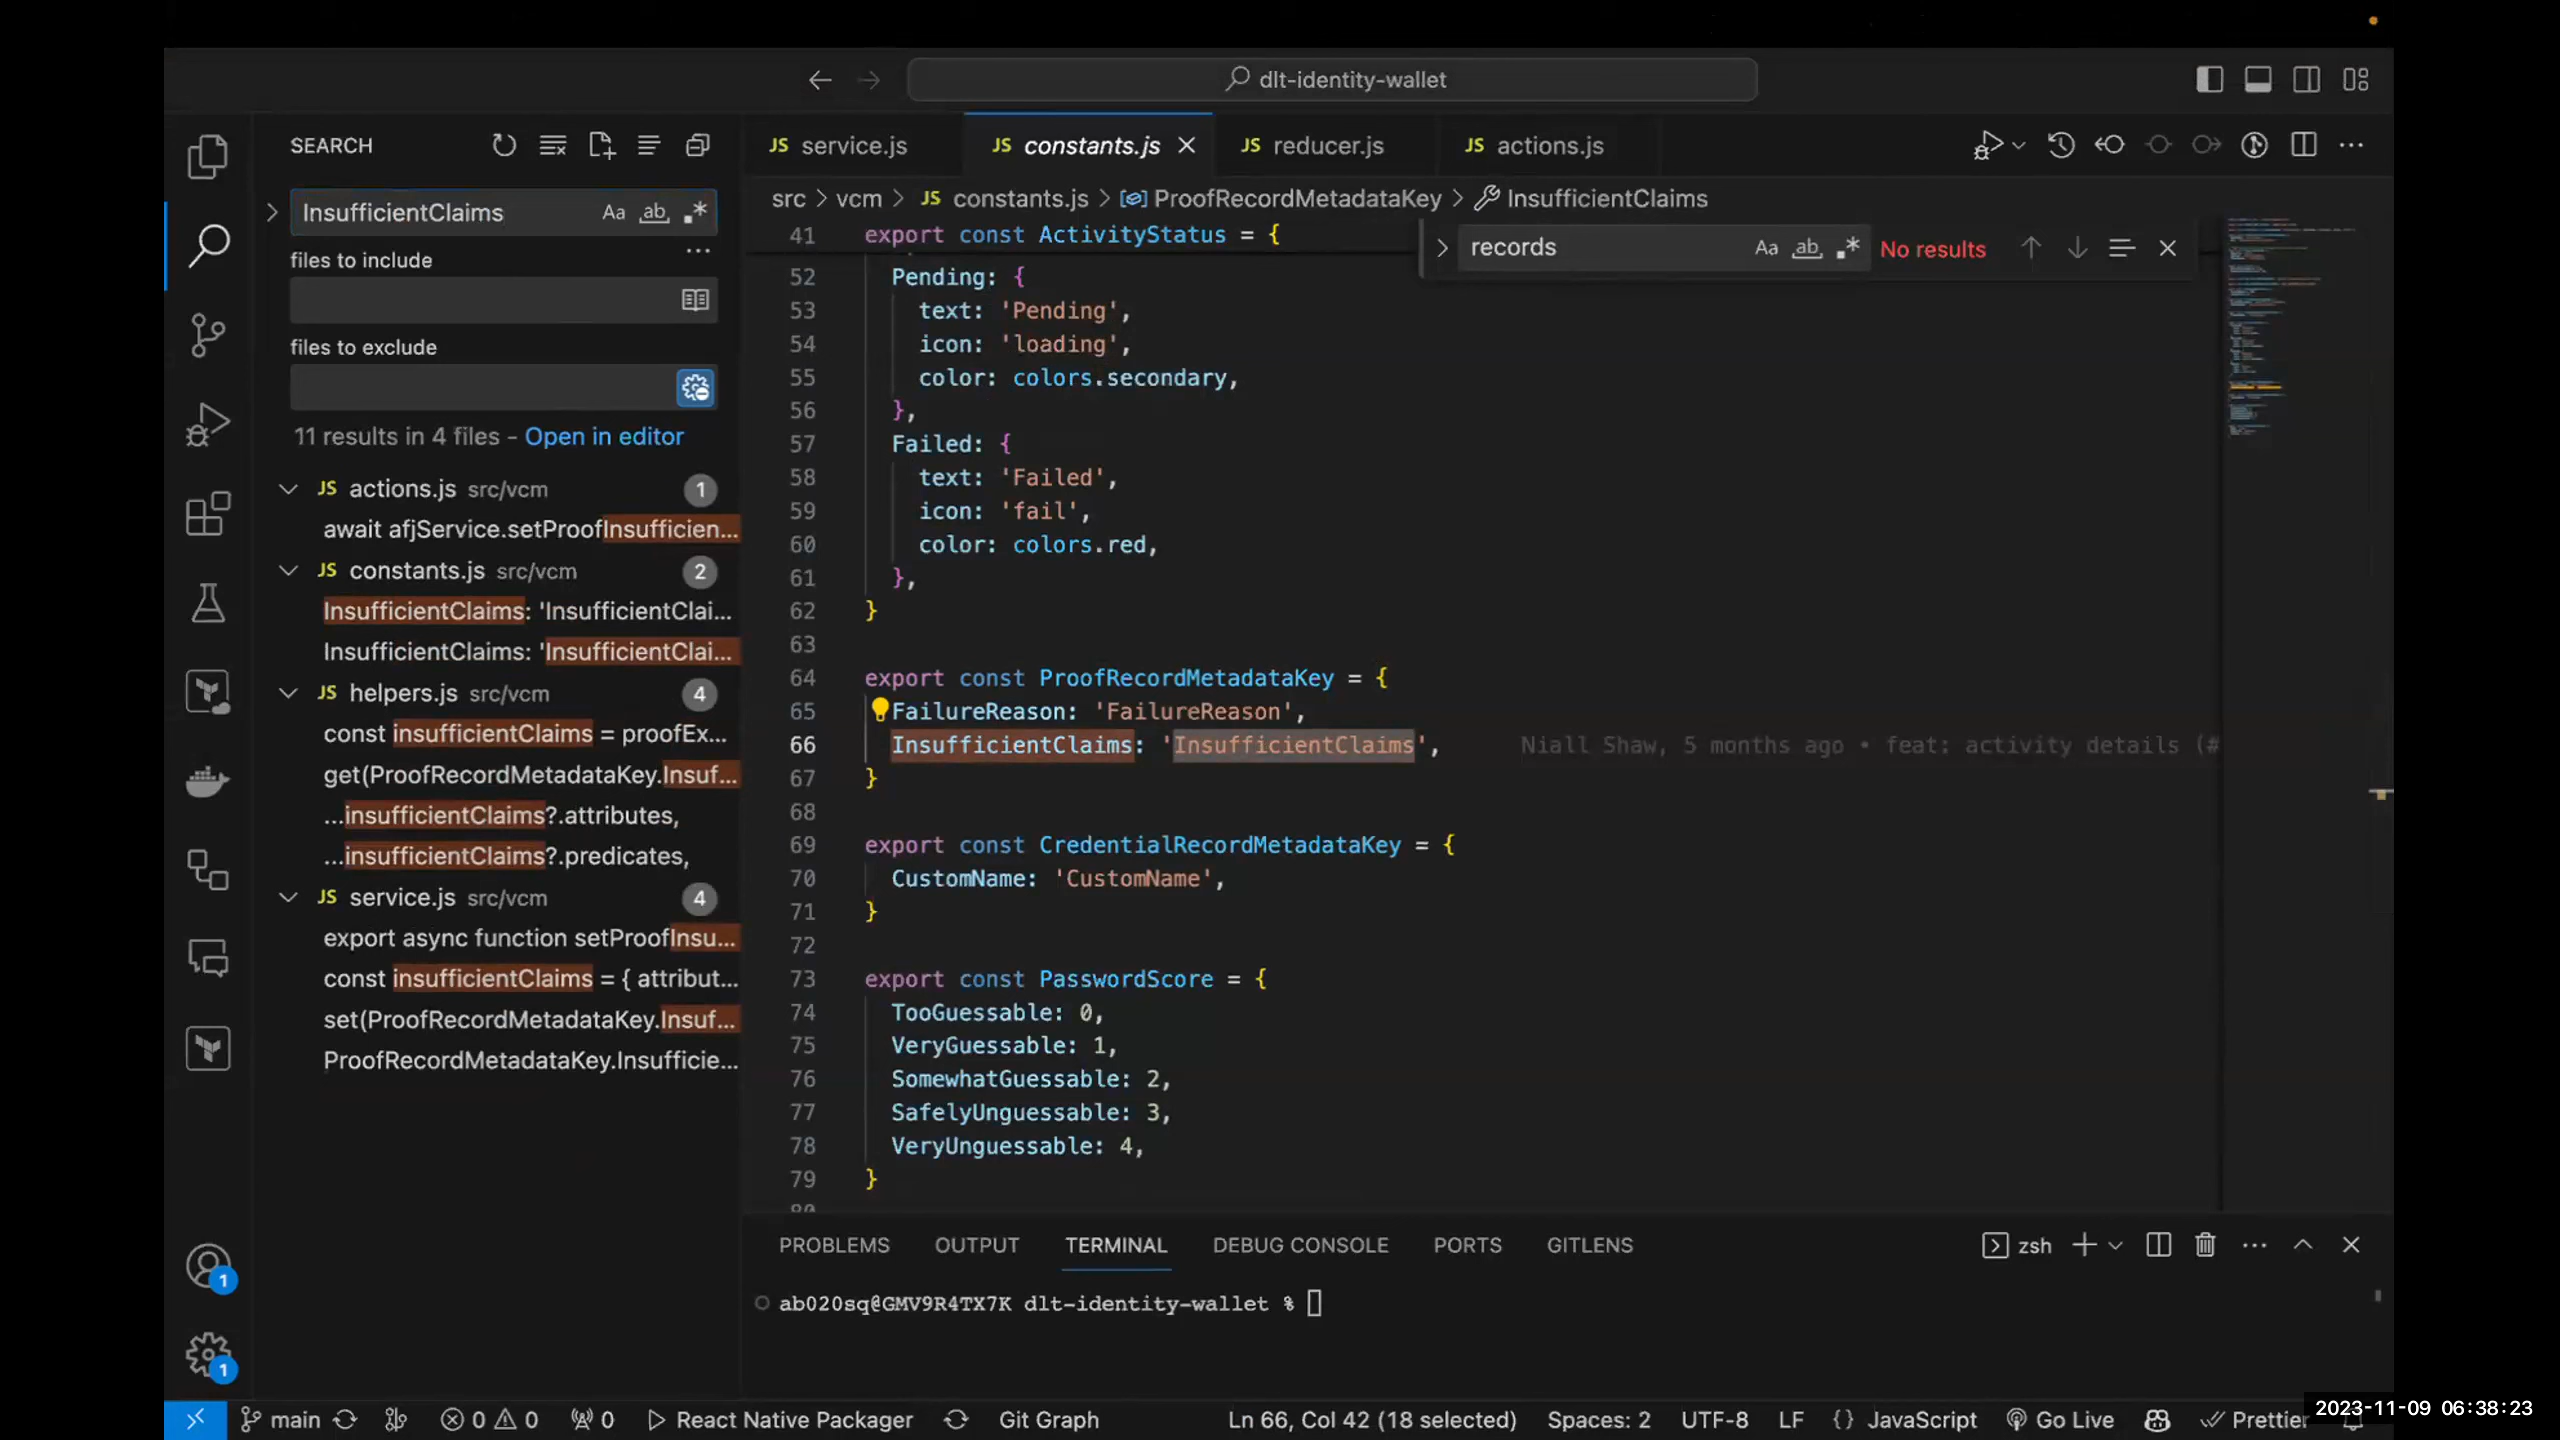 dlt-identity-wallet
SEARCH
InsufficientClaims
Aa
ab
.*
files to include
files to exclude
11 results in 4 files - Open in editor
JS actions.js src/vcm 1
await afjService.setProofInsufficien...
JS constants.js src/vcm 2
InsufficientClaims: 'InsufficientClai...
InsufficientClaims: 'InsufficientClai...
JS helpers.js src/vcm 4
const insufficientClaims = proofEx...
get(ProofRecordMetadataKey.Insuf...
...insufficientClaims?.attributes,
...insufficientClaims?.predicates,
JS service.js src/vcm 4
export async function setProofInsu...
const insufficientClaims = { attribut...
set(ProofRecordMetadataKey.Insuf...
ProofRecordMetadataKey.Insufficie...
JS service.js
JS constants.js
JS reducer.js
JS actions.js
src > vcm > JS constants.js > ProofRecordMetadataKey > InsufficientClaims
records
Aa
ab
.*
No results
41 export const ActivityStatus = {
52 Pending: {
53 text: 'Pending',
54 icon: 'loading',
55 color: colors.secondary,
56 },
57 Failed: {
58 text: 'Failed',
59 icon: 'fail',
60 color: colors.red,
61 },
62 }
63
64 export const ProofRecordMetadataKey = {
65 FailureReason: 'FailureReason',
66 InsufficientClaims: 'InsufficientClaims', Niall Shaw, 5 months ago • feat: activity details (#
67 }
68
69 export const CredentialRecordMetadataKey = {
70 CustomName: 'CustomName',
71 }
72
73 export const PasswordScore = {
74 TooGuessable: 0,
75 VeryGuessable: 1,
76 SomewhatGuessable: 2,
77 SafelyUnguessable: 3,
78 VeryUnguessable: 4,
79 }
80
PROBLEMS OUTPUT TERMINAL DEBUG CONSOLE PORTS GITLENS
zsh
ab020sq@GMV9R4TX7K dlt-identity-wallet %
1
1
main 0 0 0 React Native Packager Git Graph Ln 66, Col 42 (18 selected) Spaces: 2 UTF-8 LF {} JavaScript Go Live Prettier
2023-11-09 06:38:23